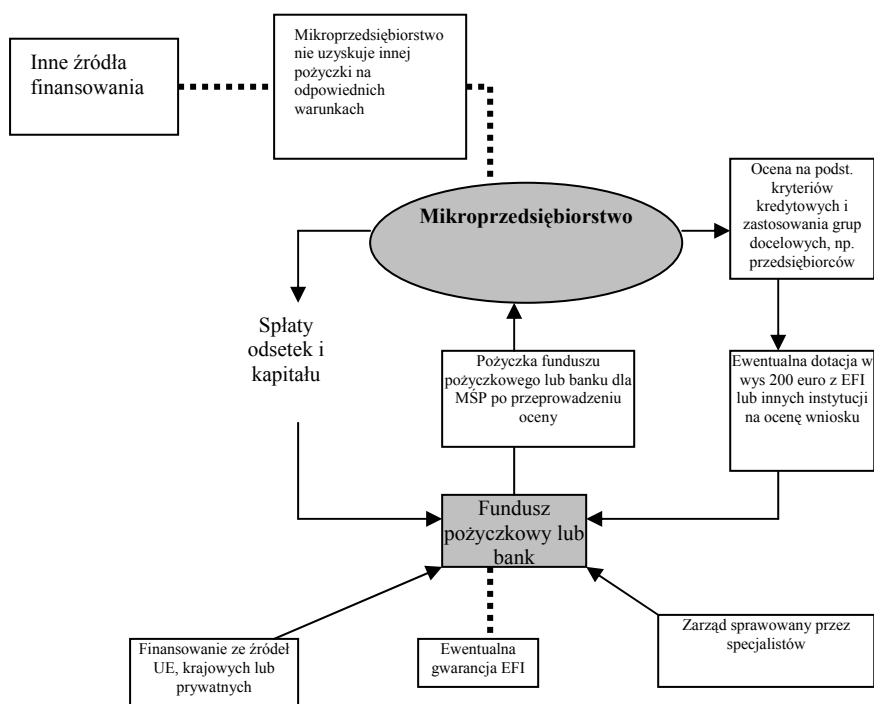 Inne źródła
finansowania
Mikroprzedsiębiorstwo
nie uzyskuje innej
pożyczki na
odpowiednich
warunkach
Mikroprzedsiębiorstwo
Ocena na podst.
kryteriów
kredytowych i
zastosowania grup
docelowych, np.
przedsiębiorców
Spłaty
odsetek i
kapitału
Pożyczka funduszu
pożyczkowego lub banku dla
MŚP po przeprowadzeniu
oceny
Ewentualna dotacja w
wys 200 euro z EFI
lub innych instytucji
na ocenę wniosku
Fundusz
pożyczkowy lub
bank
Finansowanie ze źródeł
UE, krajowych lub
prywatnych
Ewentualna
gwarancja EFI
Zarząd sprawowany przez
specjalistów